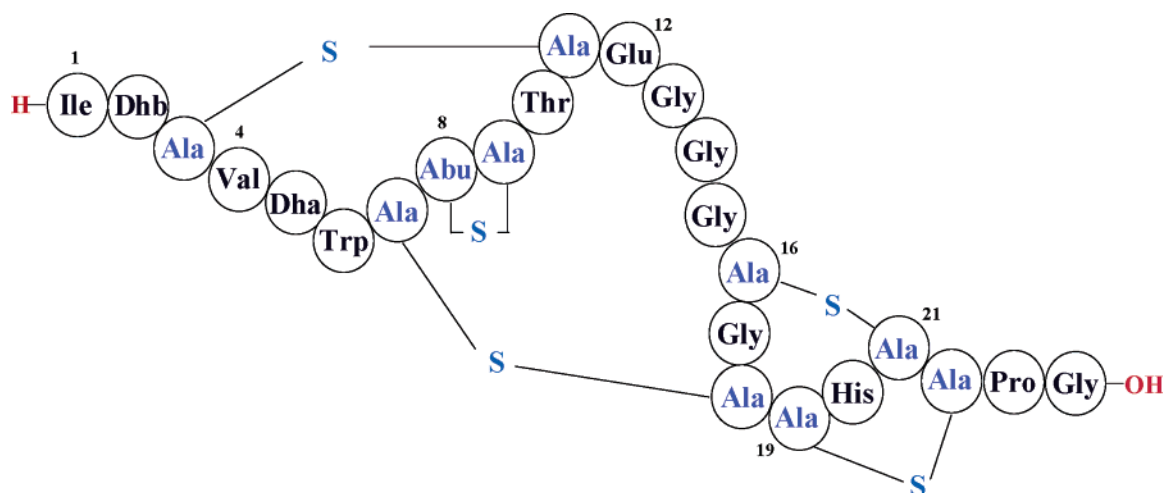 H
1
Ile
Dhb
Ala
4
Val
Dha
Trp
Ala
8
Abu
Ala
Thr
Ala
12
Glu
Gly
Gly
Gly
16
Ala
Gly
Ala
19
Ala
His
21
Ala
Ala
Pro
Gly
OH
S
S
S
S
S